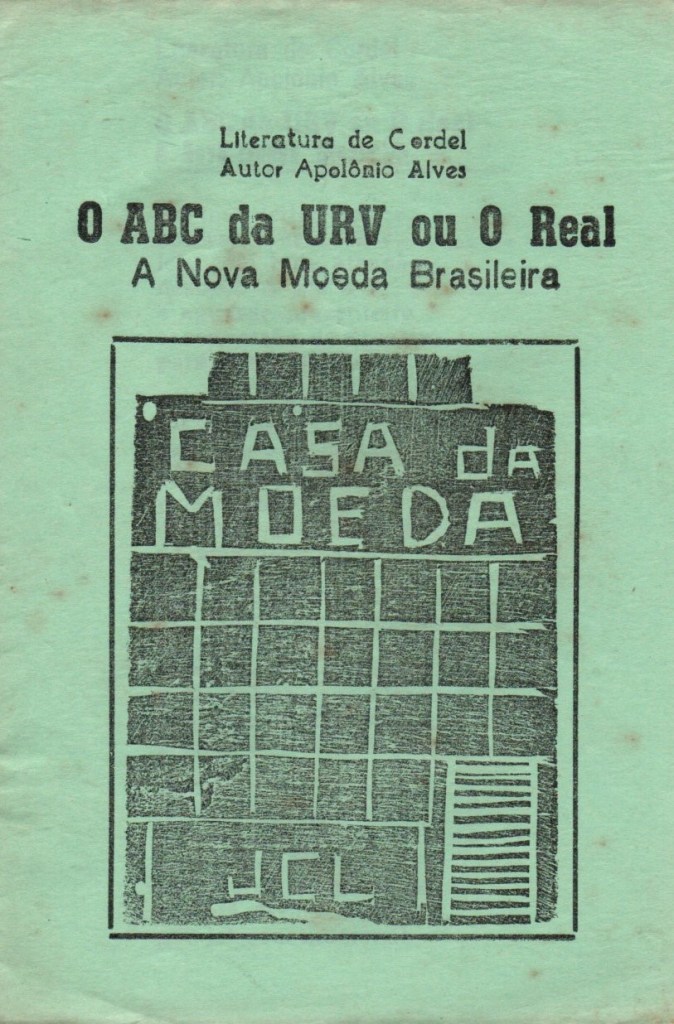 Literatura de Cordel
Autor Apolônio Alves
O ABC da URV ou O Real
A Nova Moeda Brasileira
CASA DA
MOEDA
JCL